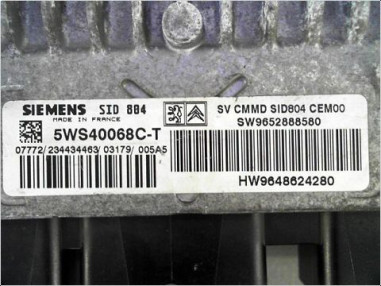 SIEMENS SID 804
MADE IN FRANCE
5WS40068C-T
07772/234434463/03179/005A5
SV CMMD SID804 CEM00
SW9652888580
HW9648624280